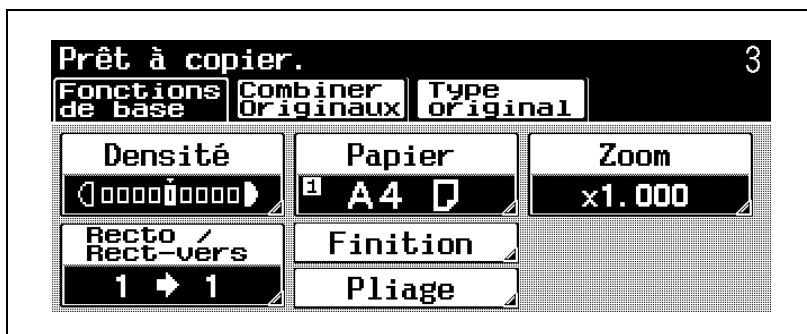 Prêt à copier. 3
Fonctions de base
Combiner Originaux
Type original
Densité
Papier
Zoom
1 A4
x1.000
Recto / Rect-vers
Finition
1 → 1
Pliage